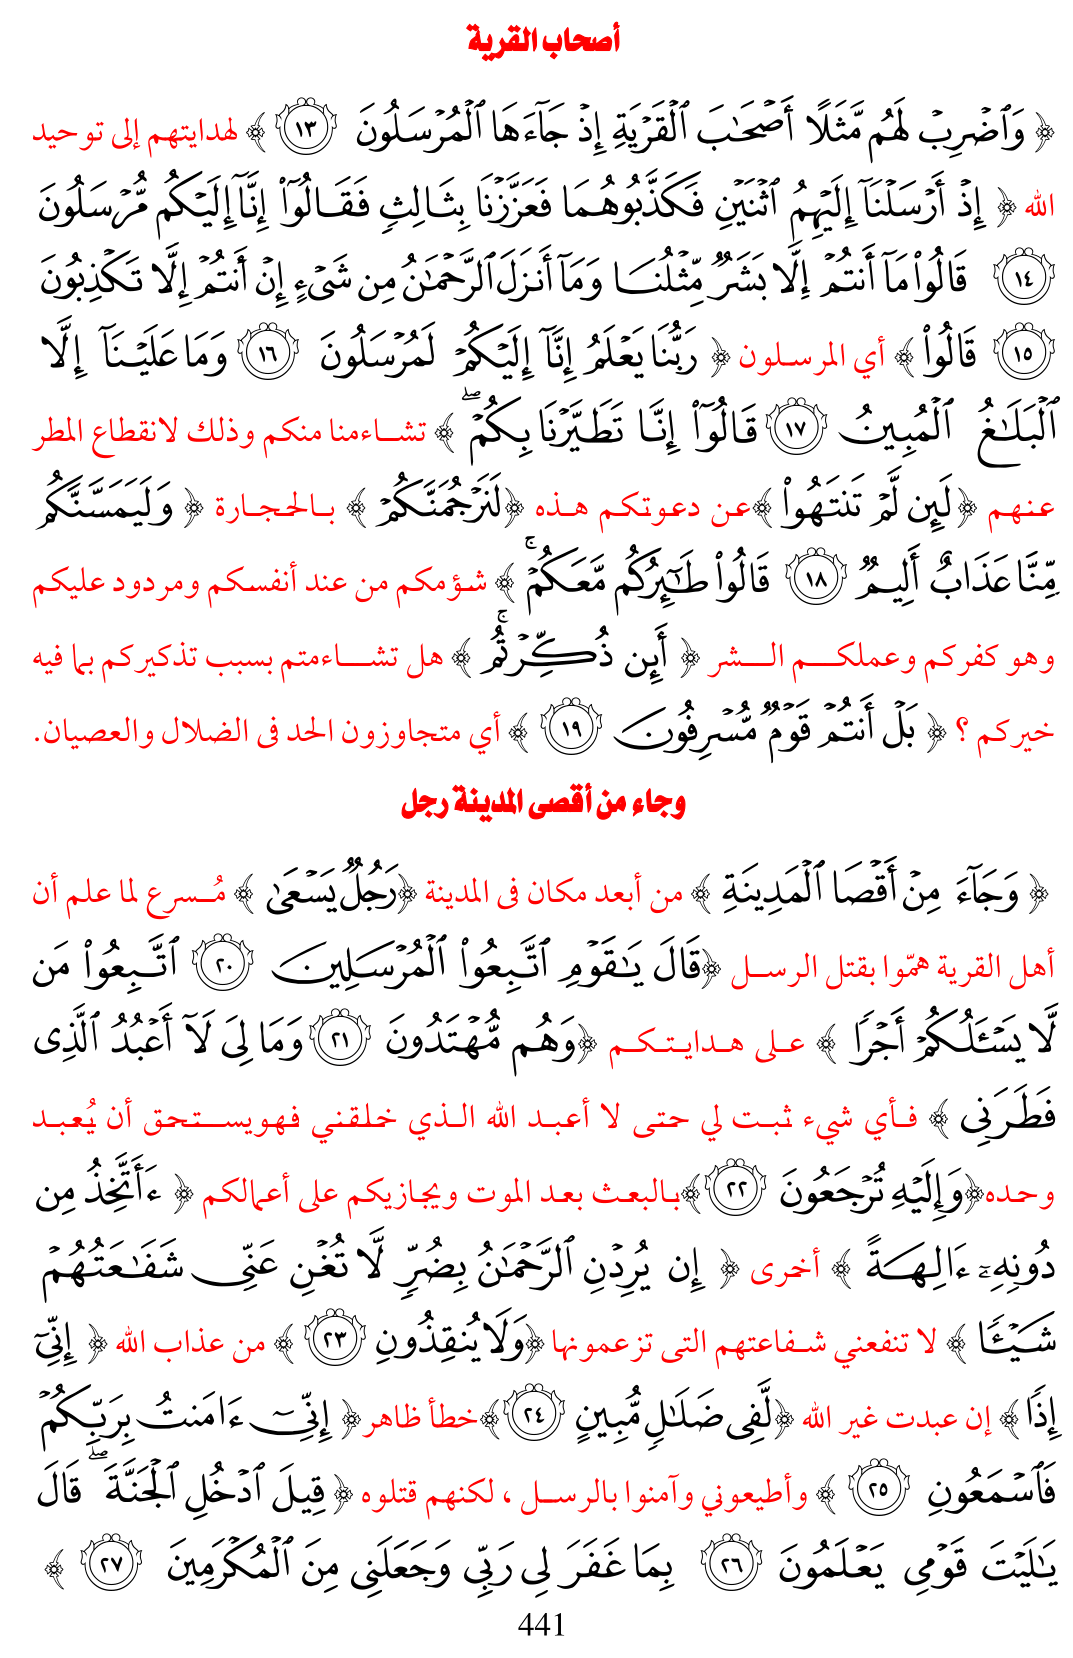 أصحاب القرية
﴿ وَٱضْرِبْ لَهُم مَّثَلًا أَصْحَٰبَ ٱلْقَرْيَةِ إِذْ جَآءَهَا ٱلْمُرْسَلُونَ ١٣ ﴾ لهدايتهم إلى توحيد
الله ﴿ إِذْ أَرْسَلْنَآ إِلَيْهِمُ ٱثْنَيْنِ فَكَذَّبُوهُمَا فَعَزَّزْنَا بِثَالِثٍ فَقَالُوٓا۟ إِنَّآ إِلَيْكُم مُّرْسَلُونَ
١٤ قَالُوا۟ مَآ أَنتُمْ إِلَّا بَشَرٌ مِّثْلُنَا وَمَآ أَنزَلَ ٱلرَّحْمَٰنُ مِن شَىْءٍ إِنْ أَنتُمْ إِلَّا تَكْذِبُونَ
١٥ قَالُوا۟ ﴾ أي المرسلون ﴿ رَبُّنَا يَعْلَمُ إِنَّآ إِلَيْكُمْ لَمُرْسَلُونَ ١٦ وَمَا عَلَيْنَآ إِلَّا
ٱلْبَلَٰغُ ٱلْمُبِينُ ١٧ قَالُوٓا۟ إِنَّا تَطَيَّرْنَا بِكُمْ ۖ ﴾ تشاءمنا منكم وذلك لانقطاع المطر
عنهم ﴿ لَئِن لَّمْ تَنتَهُوا۟ ﴾ عن دعوتكم هذه ﴿ لَنَرْجُمَنَّكُمْ ﴾ بالحجارة ﴿ وَلَيَمَسَّنَّكُم
مِّنَّا عَذَابٌ أَلِيمٌ ١٨ قَالُوا۟ طَٰٓئِرُكُم مَّعَكُمْ ۚ ﴾ شؤمكم من عند أنفسكم ومردود عليكم
وهو كفركم وعملكم الشر ﴿ أَئِن ذُكِّرْتُم ۚ ﴾ هل تشاءمتم بسبب تذكيركم بما فيه
خيركم ؟ ﴿ بَلْ أَنتُمْ قَوْمٌ مُّسْرِفُونَ ١٩ ﴾ أي متجاوزون الحد فى الضلال والعصيان.
وجاء من أقصى المدينة رجل
﴿ وَجَآءَ مِنْ أَقْصَا ٱلْمَدِينَةِ ﴾ من أبعد مكان فى المدينة ﴿ رَجُلٌ يَسْعَىٰ ﴾ مُسرع لما علم أن
أهل القرية همّوا بقتل الرسل ﴿ قَالَ يَٰقَوْمِ ٱتَّبِعُوا۟ ٱلْمُرْسَلِينَ ٢٠ ٱتَّبِعُوا۟ مَن
لَّا يَسْـَٔلُكُمْ أَجْرًا ﴾ على هدايتكم ﴿ وَهُم مُّهْتَدُونَ ٢١ وَمَا لِىَ لَآ أَعْبُدُ ٱلَّذِى
فَطَرَنِى ﴾ فأي شيء ثبت لي حتى لا أعبد الله الذي خلقني فهويستحق أن يُعبد
وحده ﴿ وَإِلَيْهِ تُرْجَعُونَ ٢٢ ﴾ بالبعث بعد الموت ويجازيكم على أعمالكم ﴿ ءَأَتَّخِذُ مِن
دُونِهِۦٓ ءَالِهَةً ﴾ أخرى ﴿ إِن يُرِدْنِ ٱلرَّحْمَٰنُ بِضُرٍّ لَّا تُغْنِ عَنِّى شَفَٰعَتُهُمْ
شَيْـًٔا ﴾ لا تنفعني شفاعتهم التى تزعمونها ﴿ وَلَا يُنقِذُونِ ٢٣ ﴾ من عذاب الله ﴿ إِنِّىٓ
إِذًا ﴾ إن عبدت غير الله ﴿ لَّفِى ضَلَٰلٍ مُّبِينٍ ٢٤ ﴾ خطأ ظاهر ﴿ إِنِّىٓ ءَامَنتُ بِرَبِّكُمْ
فَٱسْمَعُونِ ٢٥ ﴾ وأطيعوني وآمنوا بالرسل ، لكنهم قتلوه ﴿ قِيلَ ٱدْخُلِ ٱلْجَنَّةَ ۖ قَالَ
يَٰلَيْتَ قَوْمِى يَعْلَمُونَ ٢٦ بِمَا غَفَرَ لِى رَبِّى وَجَعَلَنِى مِنَ ٱلْمُكْرَمِينَ ٢٧ ﴾
441